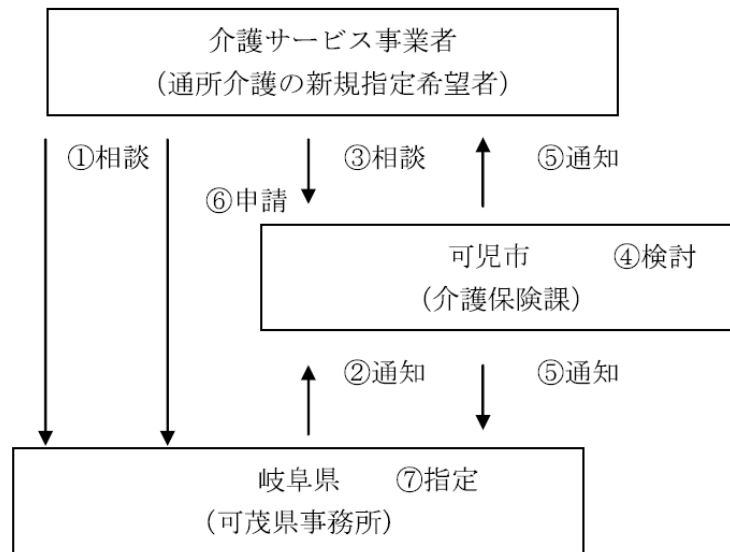 介護サービス事業者
（通所介護の新規指定希望者）
①相談
③相談
⑤通知
⑥申請
可児市 ④検討
（介護保険課）
②通知
⑤通知
岐阜県 ⑦指定
（可茂県事務所）